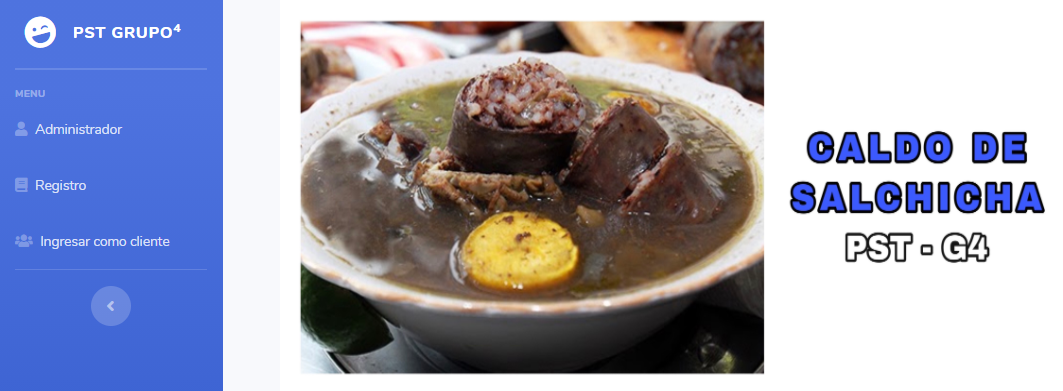 PST GRUPO⁴
MENU
Administrador
Registro
Ingresar como cliente
CALDO DE
SALCHICHA
PST - G4